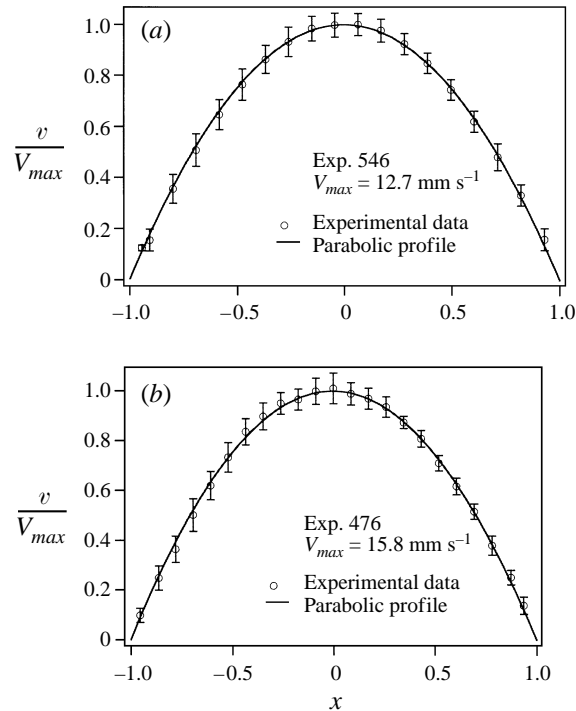 (a)
1.0
0.8
0.6
0.4
0.2
0
v
V_max
Exp. 546
V_max = 12.7 mm s⁻¹
Experimental data
Parabolic profile
–1.0 –0.5 0 0.5 1.0
(b)
1.0
0.8
0.6
0.4
0.2
0
v
V_max
Exp. 476
V_max = 15.8 mm s⁻¹
Experimental data
Parabolic profile
–1.0 –0.5 0 0.5 1.0
x